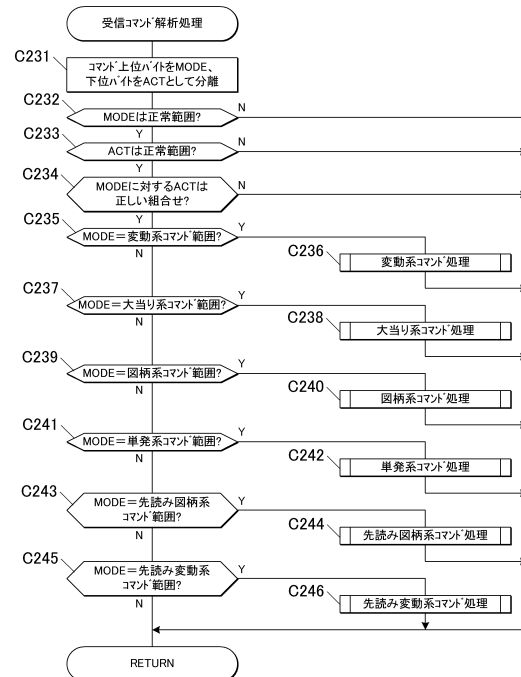 受信コマンド解析処理
C231
コマンド上位バイトをMODE、
下位バイトをACTとして分離
C232
MODEは正常範囲?
N
Y
C233
ACTは正常範囲?
N
Y
C234
MODEに対するACTは
正しい組合せ?
N
Y
C235
MODE=変動系コマンド範囲?
Y
N
C236
変動系コマンド処理
C237
MODE=大当り系コマンド範囲?
Y
N
C238
大当り系コマンド処理
C239
MODE=図柄系コマンド範囲?
Y
N
C240
図柄系コマンド処理
C241
MODE=単発系コマンド範囲?
Y
N
C242
単発系コマンド処理
C243
MODE=先読み図柄系
コマンド範囲?
Y
N
C244
先読み図柄系コマンド処理
C245
MODE=先読み変動系
コマンド範囲?
Y
N
C246
先読み変動系コマンド処理
RETURN